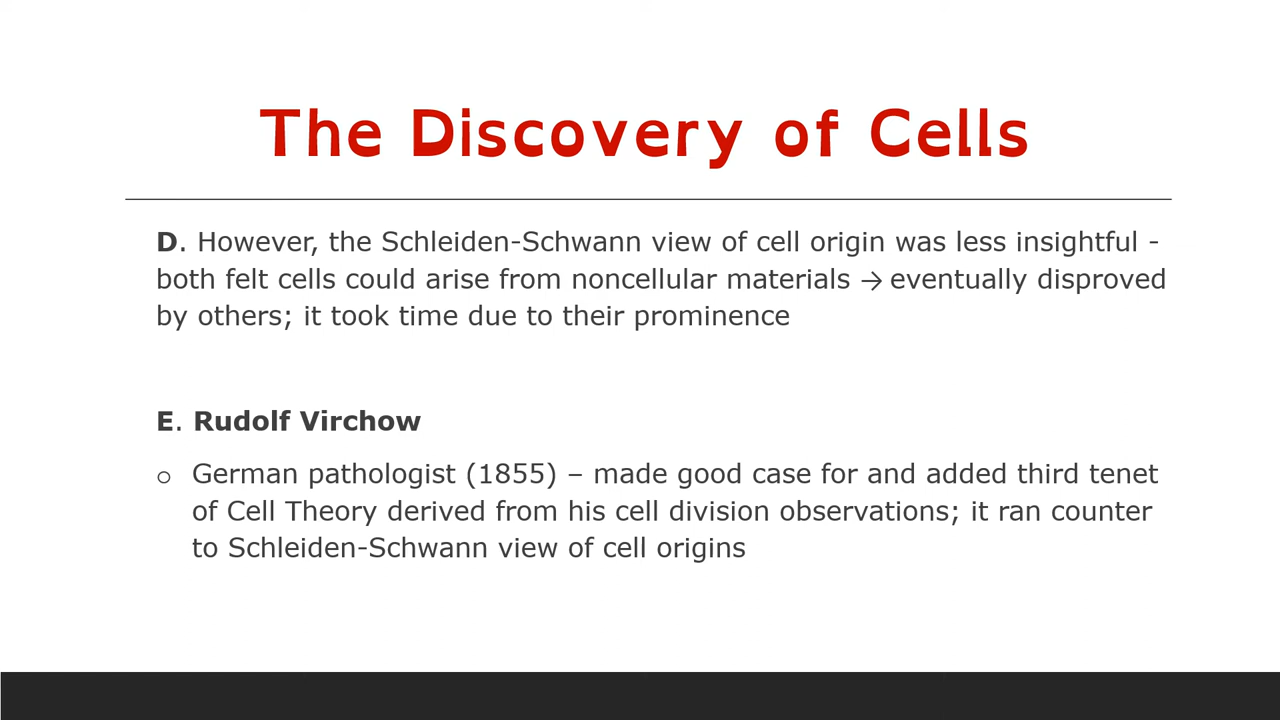 The Discovery of Cells
D. However, the Schleiden-Schwann view of cell origin was less insightful -
both felt cells could arise from noncellular materials → eventually disproved
by others; it took time due to their prominence
E. Rudolf Virchow
o German pathologist (1855) – made good case for and added third tenet
of Cell Theory derived from his cell division observations; it ran counter
to Schleiden-Schwann view of cell origins